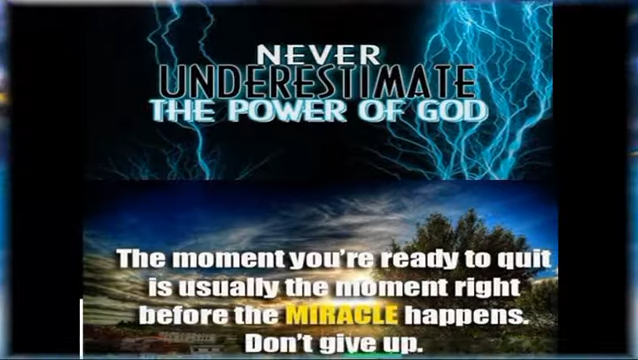 NEVER
UNDERESTIMATE
THE POWER OF GOD
The moment you're ready to quit
is usually the moment right
before the MIRACLE happens.
Don't give up.